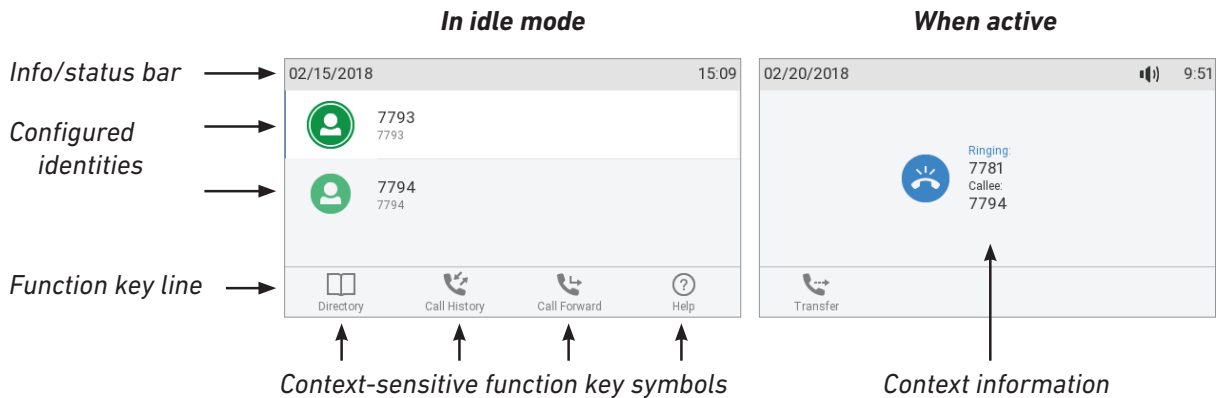 In idle mode
When active
Info/status bar
02/15/2018 15:09
02/20/2018 9:51
Configured
identities
7793
7793
7794
7794
Ringing:
7781
Callee:
7794
Function key line
Directory
Call History
Call Forward
Help
Transfer
Context-sensitive function key symbols
Context information